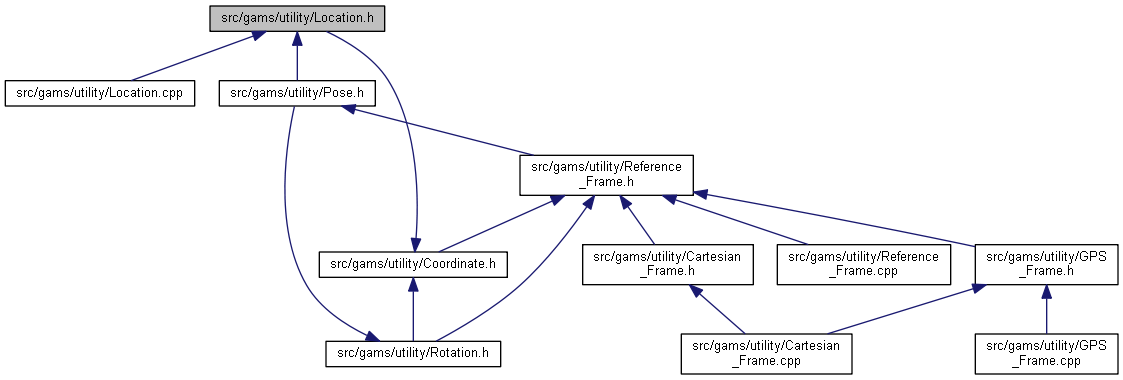 src/gams/utility/Location.h
src/gams/utility/Location.cpp
src/gams/utility/Pose.h
src/gams/utility/Reference
_Frame.h
src/gams/utility/Coordinate.h
src/gams/utility/Cartesian
_Frame.h
src/gams/utility/Reference
_Frame.cpp
src/gams/utility/GPS
_Frame.h
src/gams/utility/Rotation.h
src/gams/utility/Cartesian
_Frame.cpp
src/gams/utility/GPS
_Frame.cpp